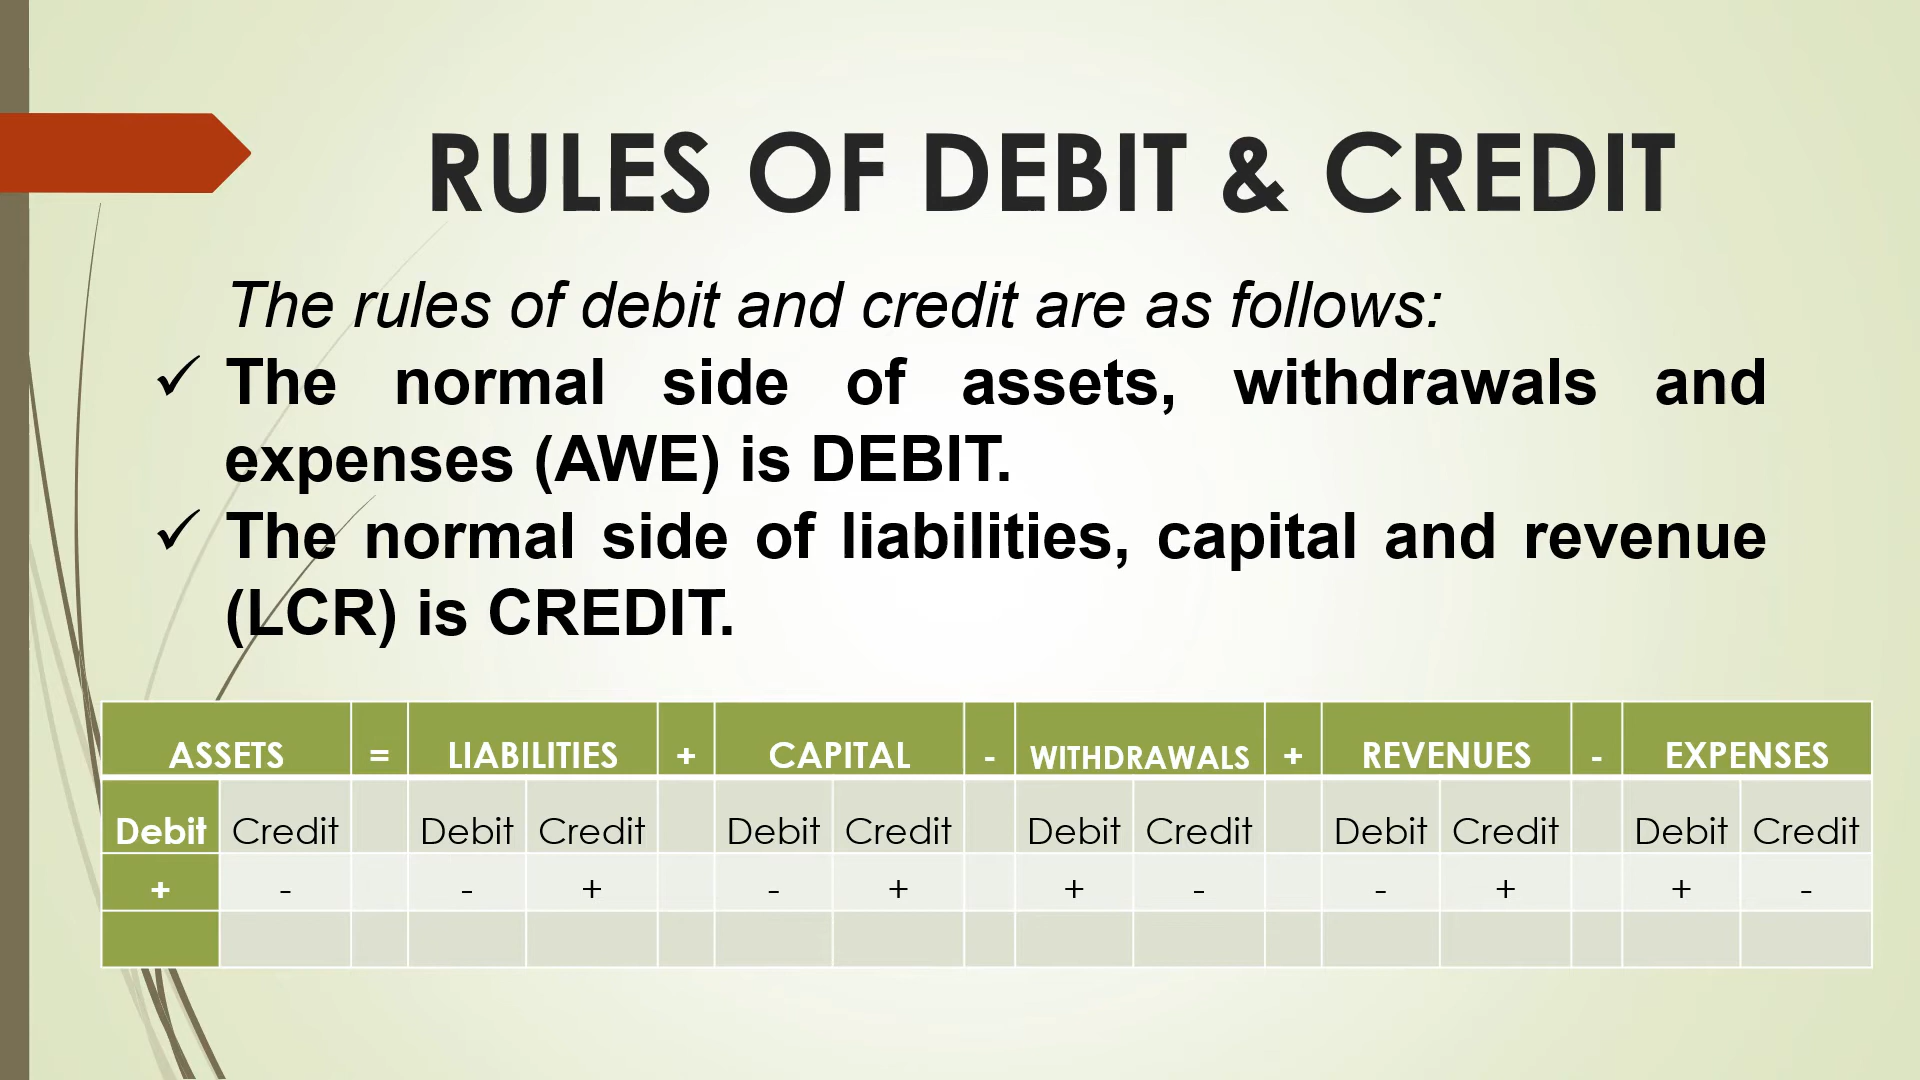 RULES OF DEBIT & CREDIT
The rules of debit and credit are as follows:
✓ The normal side of assets, withdrawals and
expenses (AWE) is DEBIT.
✓ The normal side of liabilities, capital and revenue
(LCR) is CREDIT.
ASSETS = LIABILITIES + CAPITAL - WITHDRAWALS + REVENUES - EXPENSES
Debit Credit Debit Credit Debit Credit Debit Credit Debit Credit Debit Credit
+ - - + - + + - - + + -